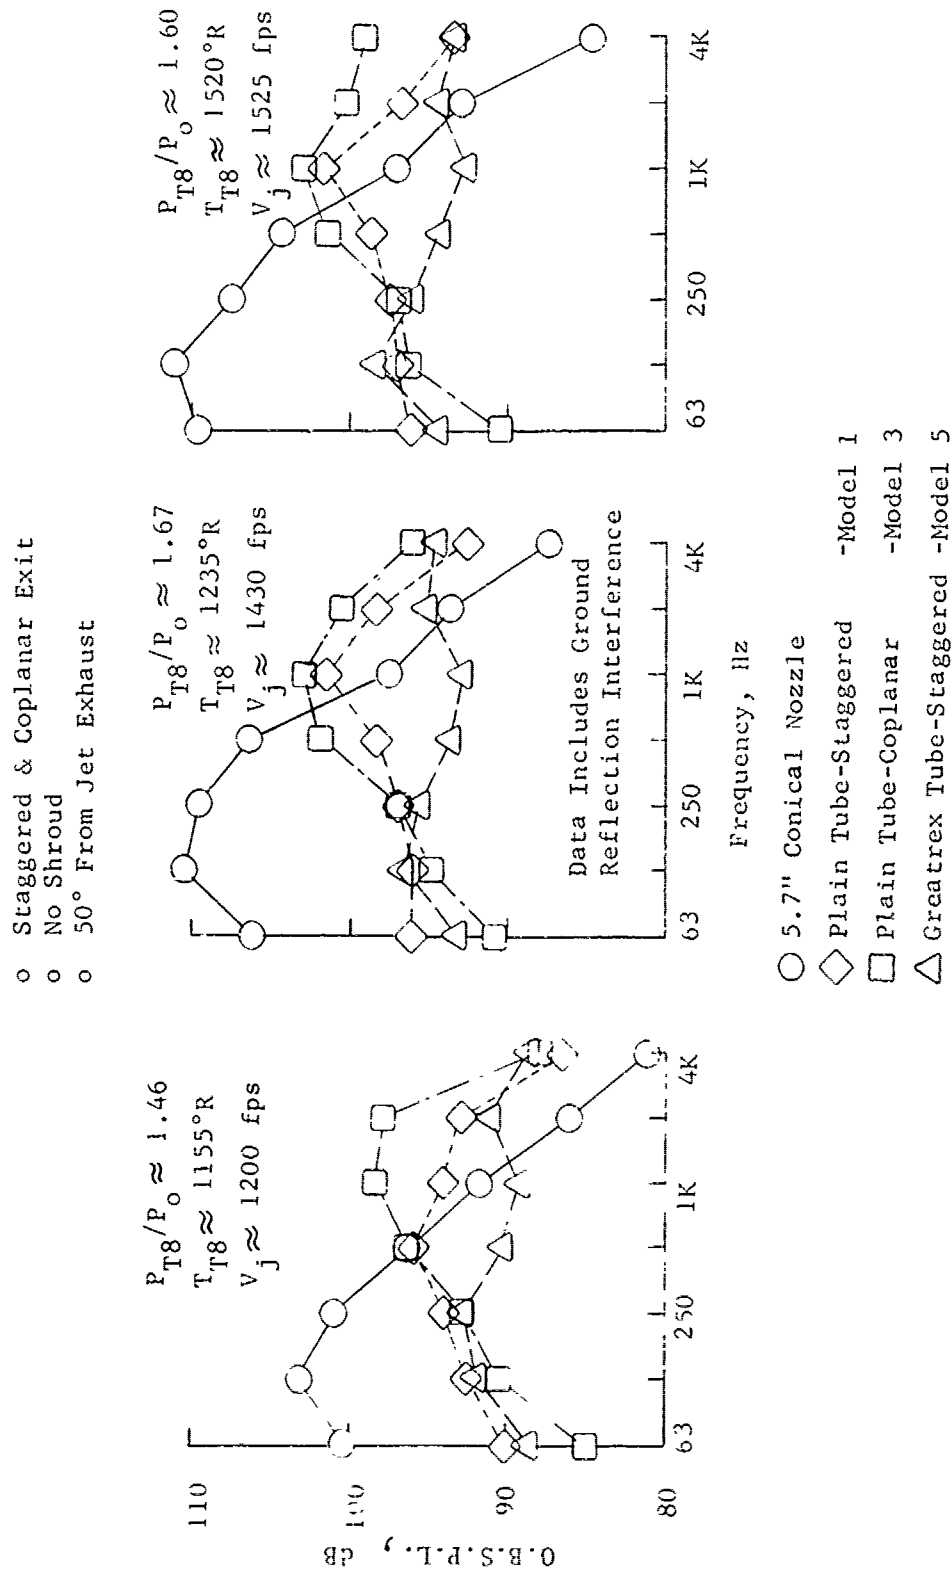 o Staggered & Coplanar Exit
o No Shroud
o 50° From Jet Exhaust
P_T8/P_o ≈ 1.46
T_T8 ≈ 1155°R
V_j ≈ 1200 fps
P_T8/P_o ≈ 1.67
T_T8 ≈ 1235°R
V_j ≈ 1430 fps
P_T8/P_o ≈ 1.60
T_T8 ≈ 1520°R
V_j ≈ 1525 fps
O.B.S.P.L., dB
110
100
90
80
63 250 1K 4K
63 250 1K 4K
63 250 1K 4K
Data Includes Ground
Reflection Interference
Frequency, Hz
5.7" Conical Nozzle
Plain Tube-Staggered -Model 1
Plain Tube-Coplanar -Model 3
Greatrex Tube-Staggered -Model 5